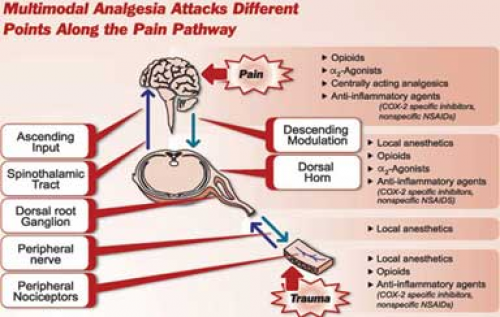 Multimodal Analgesia Attacks Different
Points Along the Pain Pathway
Pain
▸ Opioids
▸ α2-Agonists
▸ Centrally acting analgesics
▸ Anti-inflammatory agents
(COX-2 specific inhibitors,
nonspecific NSAIDs)
Ascending
Input
Descending
Modulation
▸ Local anesthetics
▸ Opioids
▸ α2-Agonists
▸ Anti-inflammatory agents
(COX-2 specific inhibitors,
nonspecific NSAIDS)
Spinothalamic
Tract
Dorsal
Horn
Dorsal root
Ganglion
Peripheral
nerve
▸ Local anesthetics
Peripheral
Nociceptors
Trauma
▸ Local anesthetics
▸ Opioids
▸ Anti-inflammatory agents
(COX-2 specific inhibitors,
nonspecific NSAIDs)